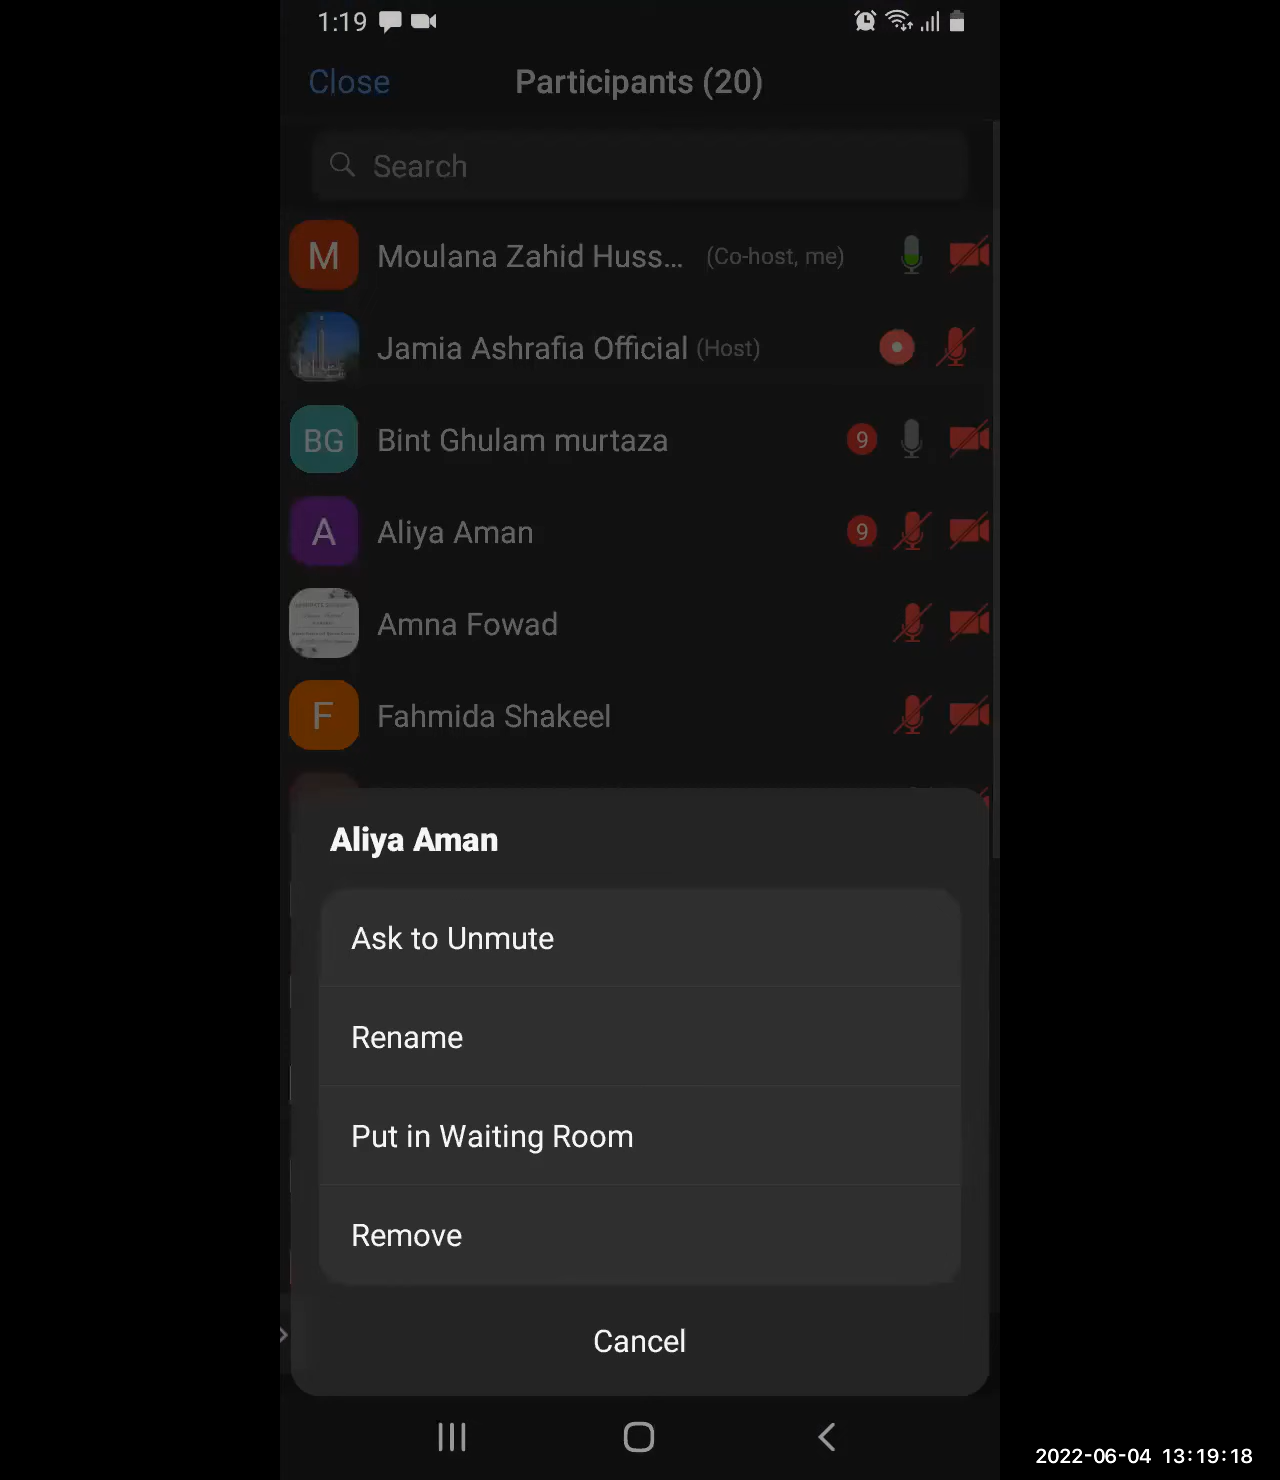 1:19
Close
Participants (20)
Search
M
Moulana Zahid Huss... (Co-host, me)
Jamia Ashrafia Official (Host)
BG
Bint Ghulam murtaza
9
A
Aliya Aman
9
Amna Fowad
F
Fahmida Shakeel
Aliya Aman
Ask to Unmute
Rename
Put in Waiting Room
Remove
Cancel
2022-06-04 13:19:18